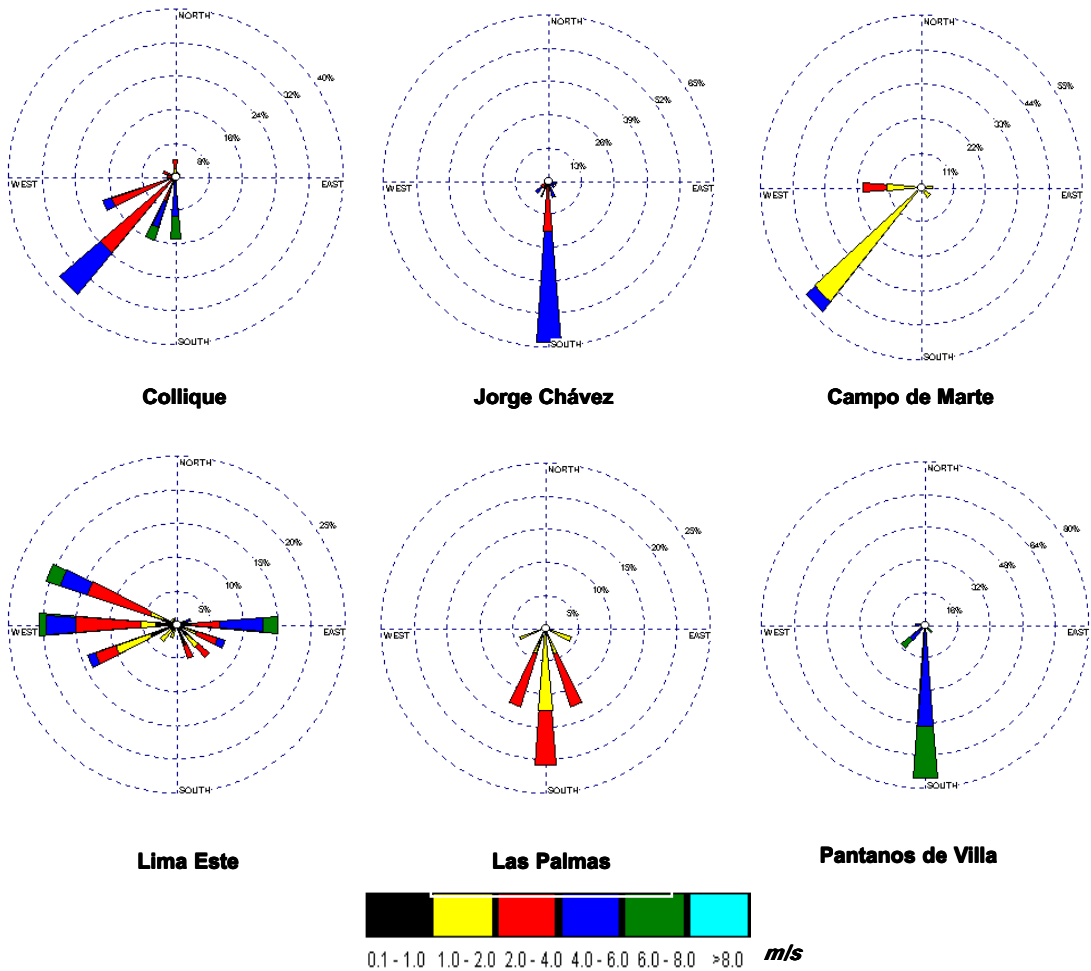 NORTH
40%
32%
24%
16%
8%
WEST
EAST
SOUTH
Collique
NORTH
65%
52%
39%
26%
13%
WEST
EAST
SOUTH
Jorge Chávez
NORTH
55%
44%
33%
22%
11%
WEST
EAST
SOUTH
Campo de Marte
NORTH
25%
20%
15%
10%
5%
WEST
EAST
SOUTH
Lima Este
NORTH
25%
20%
15%
10%
5%
WEST
EAST
SOUTH
Las Palmas
NORTH
80%
64%
48%
32%
16%
WEST
EAST
SOUTH
Pantanos de Villa
0.1 - 1.0 1.0 - 2.0 2.0 - 4.0 4.0 - 6.0 6.0 - 8.0 >8.0 m/s